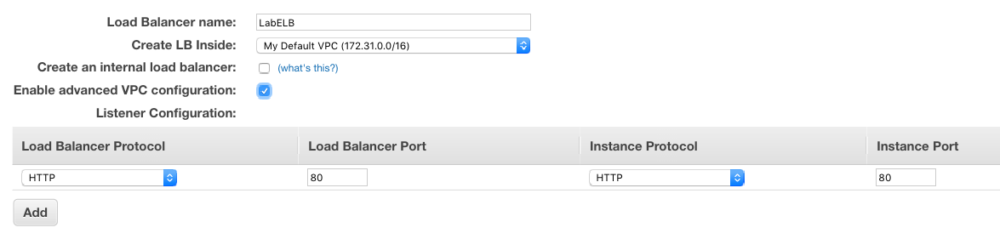 Load Balancer name: LabELB
Create LB Inside: My Default VPC (172.31.0.0/16)
Create an internal load balancer: (what's this?)
Enable advanced VPC configuration:
Listener Configuration:
Load Balancer Protocol Load Balancer Port Instance Protocol Instance Port
HTTP 80 HTTP 80
Add